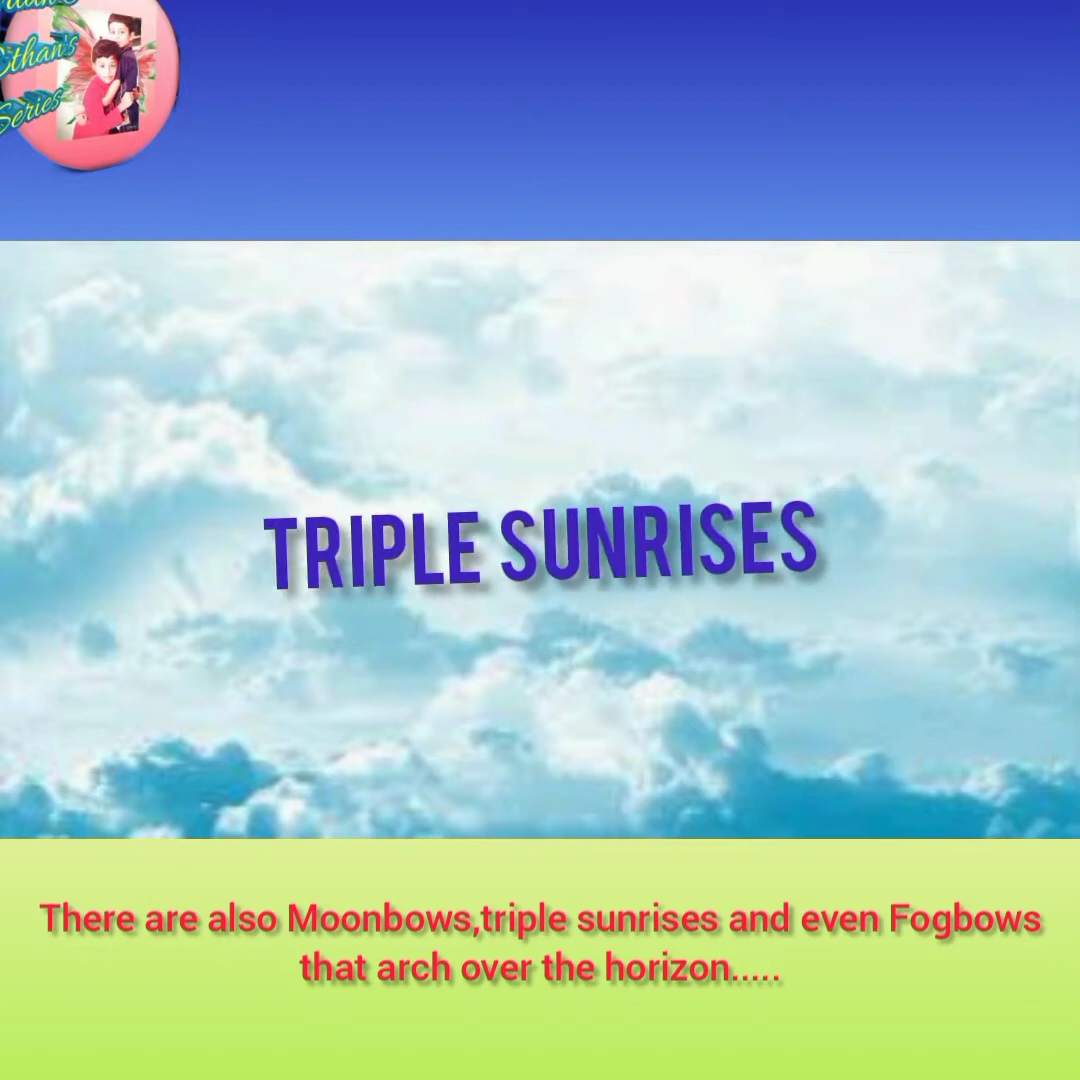 Ethan's
Series
TRIPLE SUNRISES
There are also Moonbows,triple sunrises and even Fogbows
that arch over the horizon.....